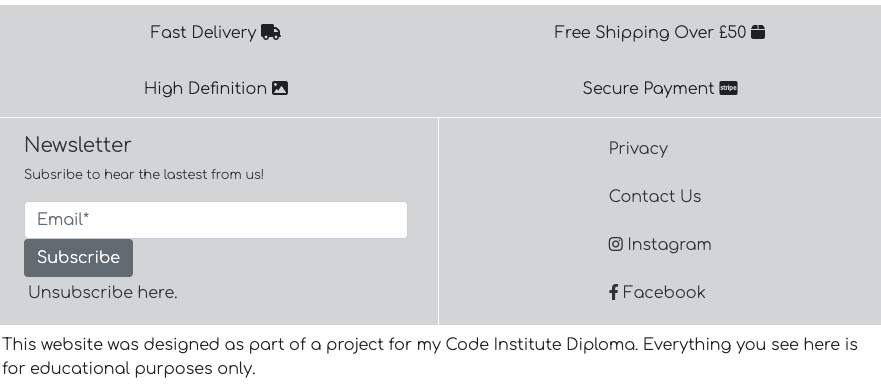 Fast Delivery
Free Shipping Over £50
High Definition
Secure Payment stripe
Newsletter
Subsribe to hear the lastest from us!
Email*
Subscribe
Unsubscribe here.
Privacy
Contact Us
Instagram
Facebook
This website was designed as part of a project for my Code Institute Diploma. Everything you see here is
for educational purposes only.